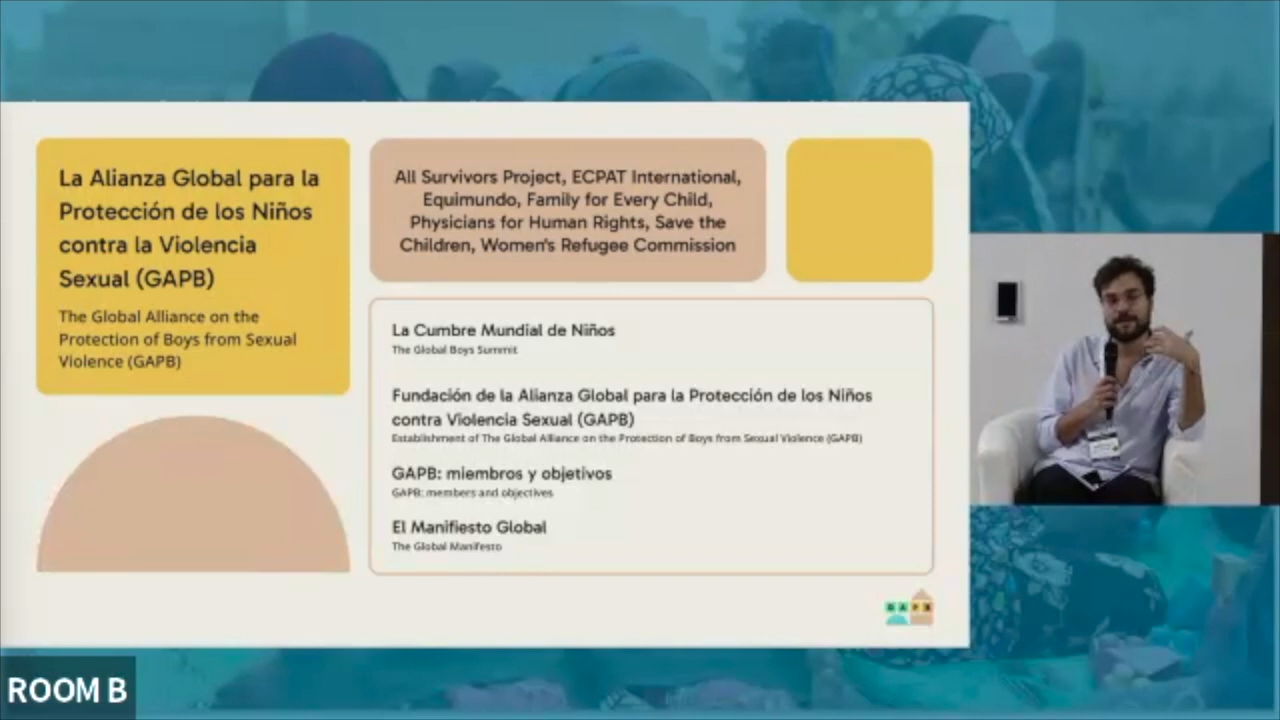 La Alianza Global para la
Protección de los Niños
contra la Violencia
Sexual (GAPB)
The Global Alliance on the
Protection of Boys from Sexual
Violence (GAPB)
All Survivors Project, ECPAT International,
Equimundo, Family for Every Child,
Physicians for Human Rights, Save the
Children, Women's Refugee Commission
La Cumbre Mundial de Niños
The Global Boys Summit
Fundación de la Alianza Global para la Protección de los Niños
contra Violencia Sexual (GAPB)
Establishment of The Global Alliance on the Protection of Boys from Sexual Violence (GAPB)
GAPB: miembros y objetivos
GAPB: members and objectives
El Manifiesto Global
The Global Manifesto
GAPB
ROOM B